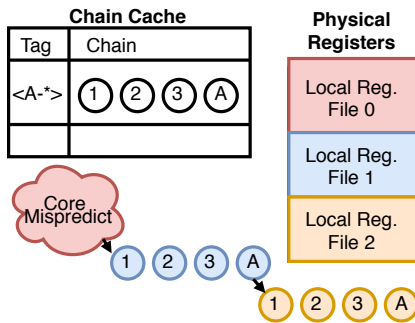 Chain Cache
Tag Chain
<A-*> 1 2 3 A
Physical
Registers
Local Reg.
File 0
Local Reg.
File 1
Local Reg.
File 2
Core
Mispredict
1 2 3 A
1 2 3 A